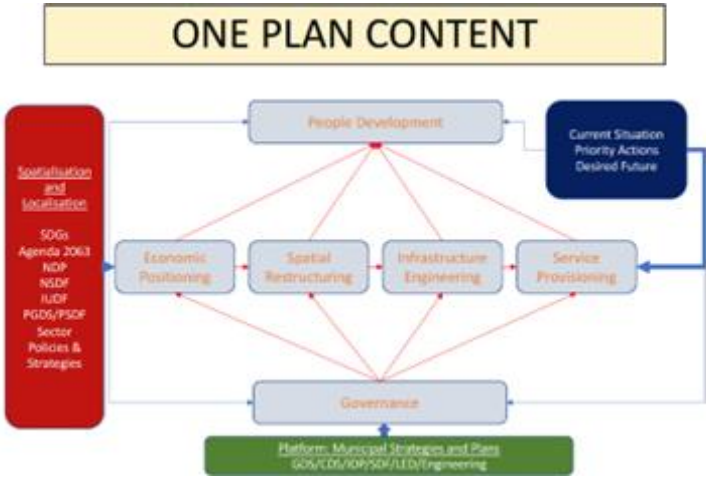 ONE PLAN CONTENT
People Development
Current Situation
Priority Actions
Desired Future
Spatialisation
and
Localisation
SDGs
Agenda 2063
NDP
NSDF
IUDF
PGDS/PSDF
Sector
Policies &
Strategies
Economic
Positioning
Spatial
Restructuring
Infrastructure
Engineering
Service
Provisioning
Governance
Platform: Municipal Strategies and Plans
GDS/CDS/IDP/SDF/LED/Engineering